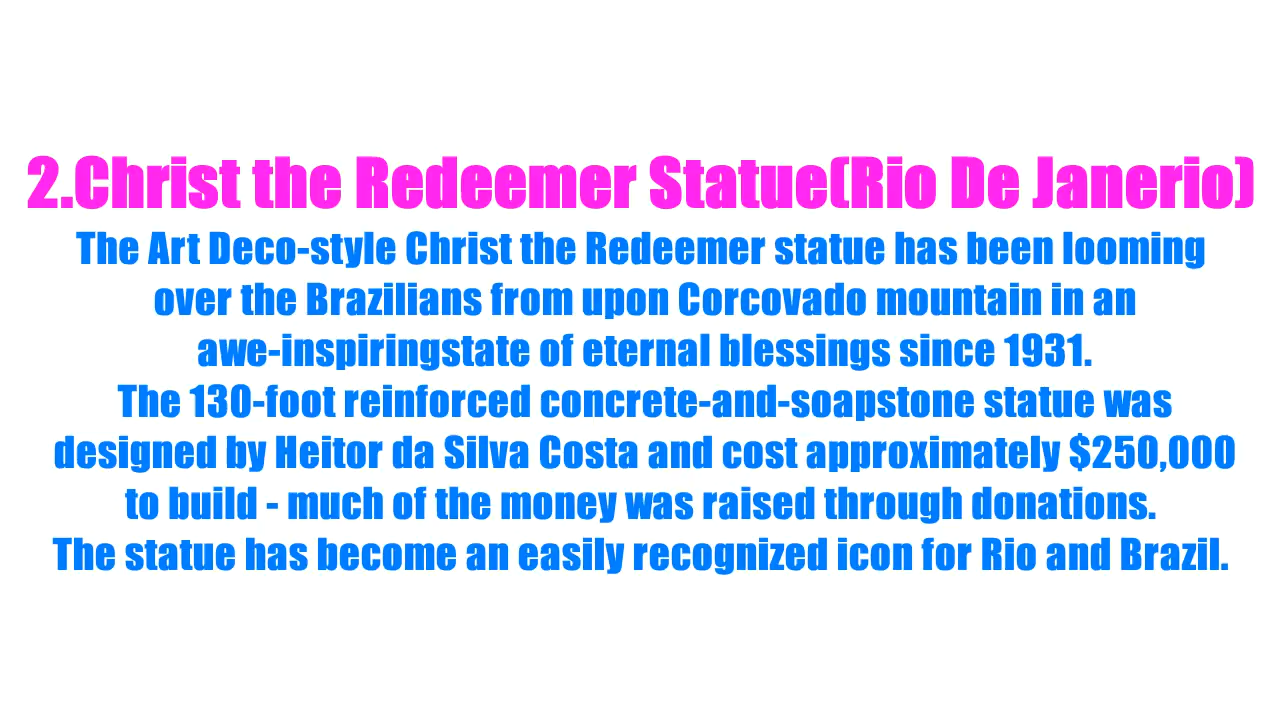 2.Christ the Redeemer Statue(Rio De Janerio)
The Art Deco-style Christ the Redeemer statue has been looming
over the Brazilians from upon Corcovado mountain in an
awe-inspiringstate of eternal blessings since 1931.
The 130-foot reinforced concrete-and-soapstone statue was
designed by Heitor da Silva Costa and cost approximately $250,000
to build - much of the money was raised through donations.
The statue has become an easily recognized icon for Rio and Brazil.